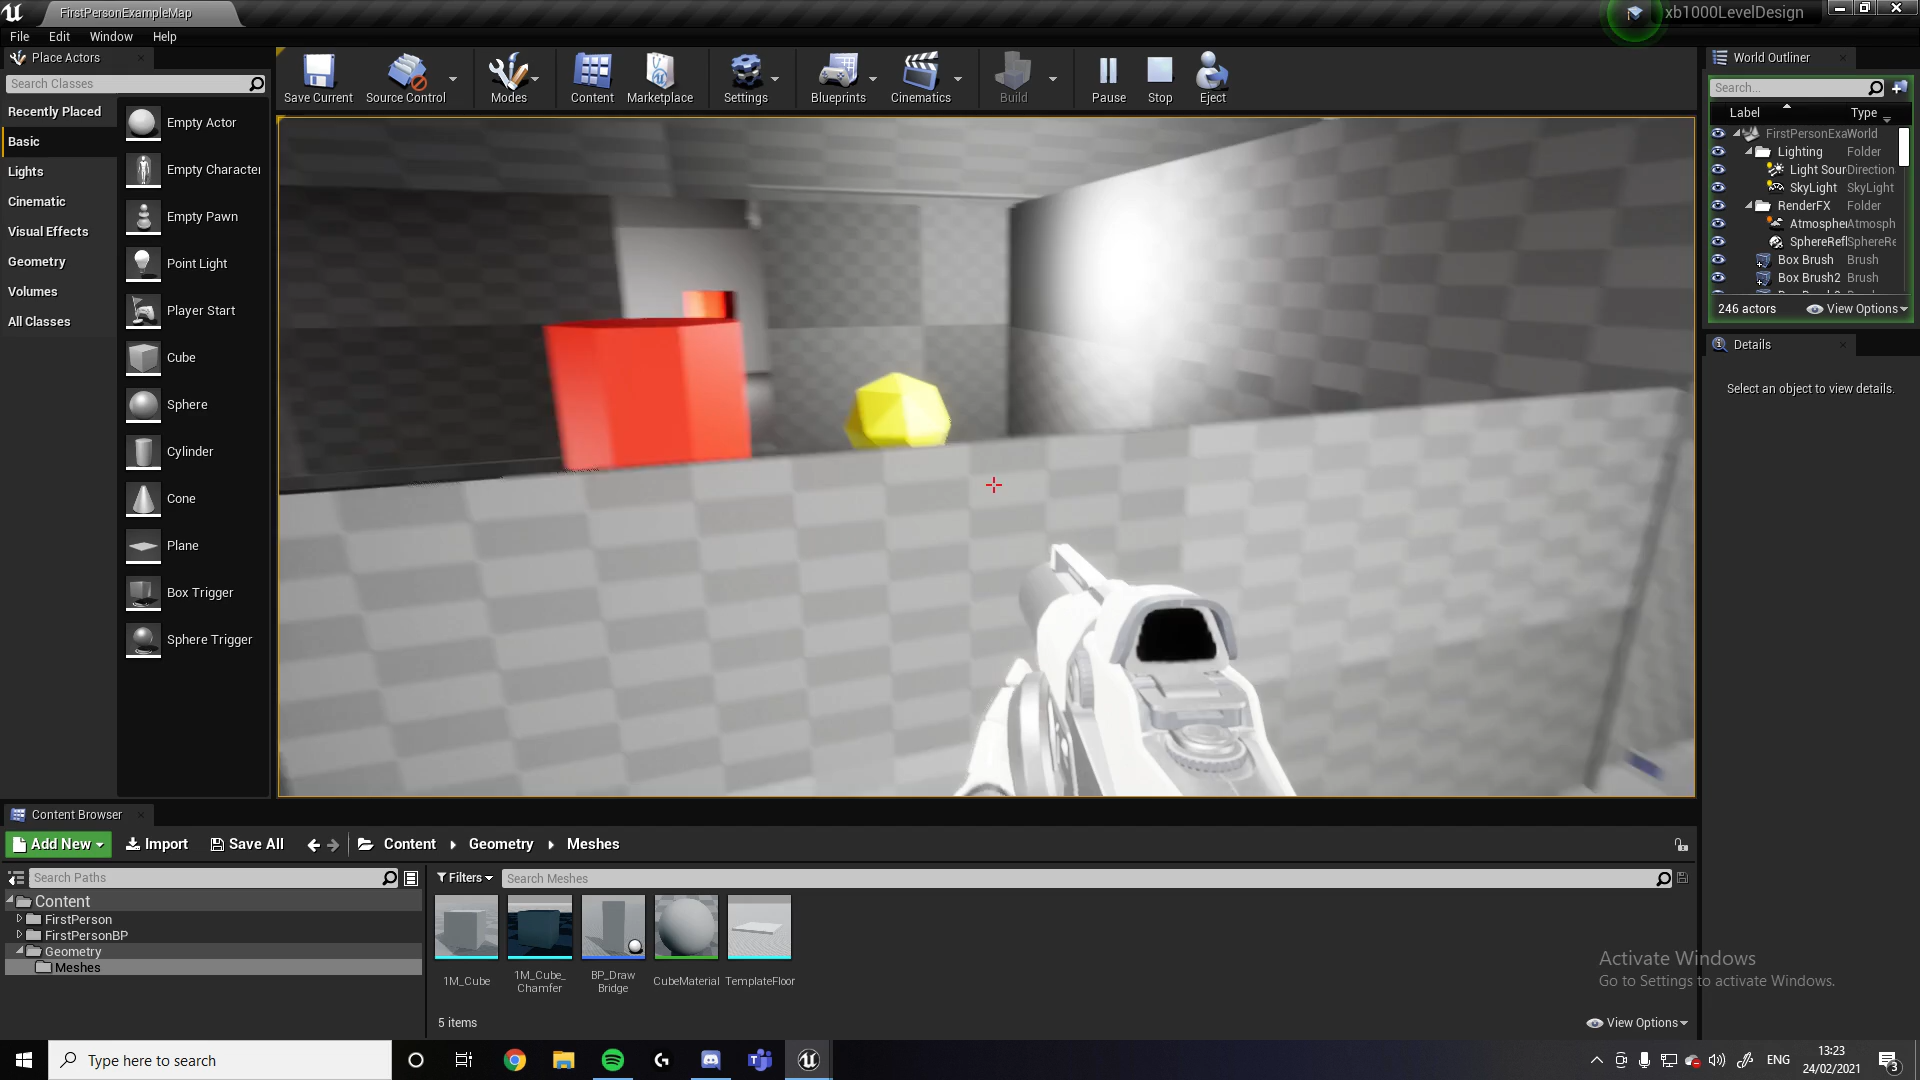 FirstPersonExampleMap
xb1000LevelDesign
File Edit Window Help
Place Actors
Search Classes
Recently Placed
Basic
Lights
Cinematic
Visual Effects
Geometry
Volumes
All Classes
Empty Actor
Empty Character
Empty Pawn
Point Light
Player Start
Cube
Sphere
Cylinder
Cone
Plane
Box Trigger
Sphere Trigger
Save Current
Source Control
Modes
Content
Marketplace
Settings
Blueprints
Cinematics
Build
Pause
Stop
Eject
World Outliner
Search...
Label Type
FirstPersonExa World
Lighting Folder
Light Sour Direction
SkyLight SkyLight
RenderFX Folder
Atmosphe Atmosph
SphereRefl SphereRe
Box Brush Brush
Box Brush2 Brush
246 actors View Options
Details
Select an object to view details.
Content Browser
Add New Import Save All Content Geometry Meshes
Search Paths
Content
FirstPerson
FirstPersonBP
Geometry
Meshes
Filters Search Meshes
1M_Cube
1M_Cube_
Chamfer
BP_Draw
Bridge
CubeMaterial
TemplateFloor
5 items
View Options
Activate Windows
Go to Settings to activate Windows.
Type here to search
ENG
13:23
24/02/2021
3